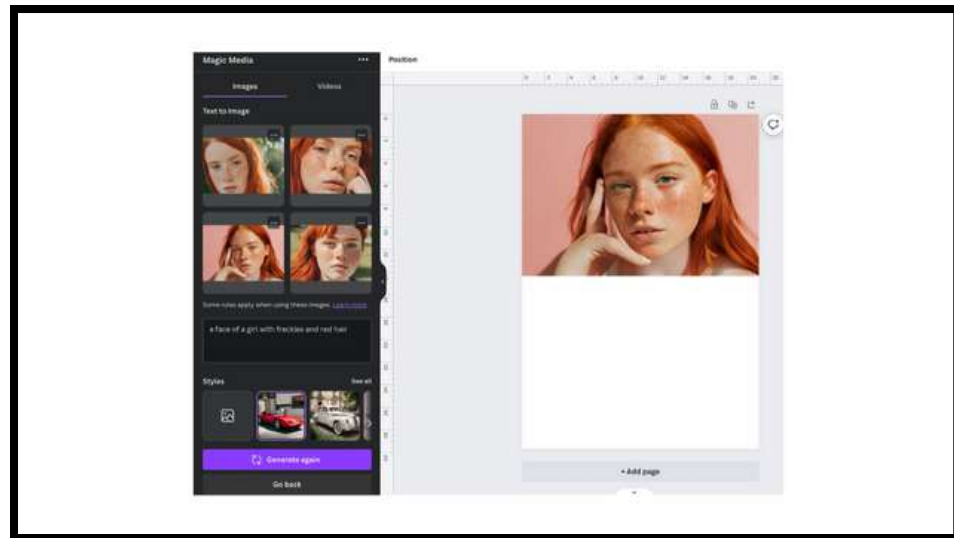 Magic Media
Position
Images Videos
Text to Image
Some rules apply when using these images. Learn more
a face of a girl with freckles and red hair
Styles See all
Generate again
Go back
+ Add page